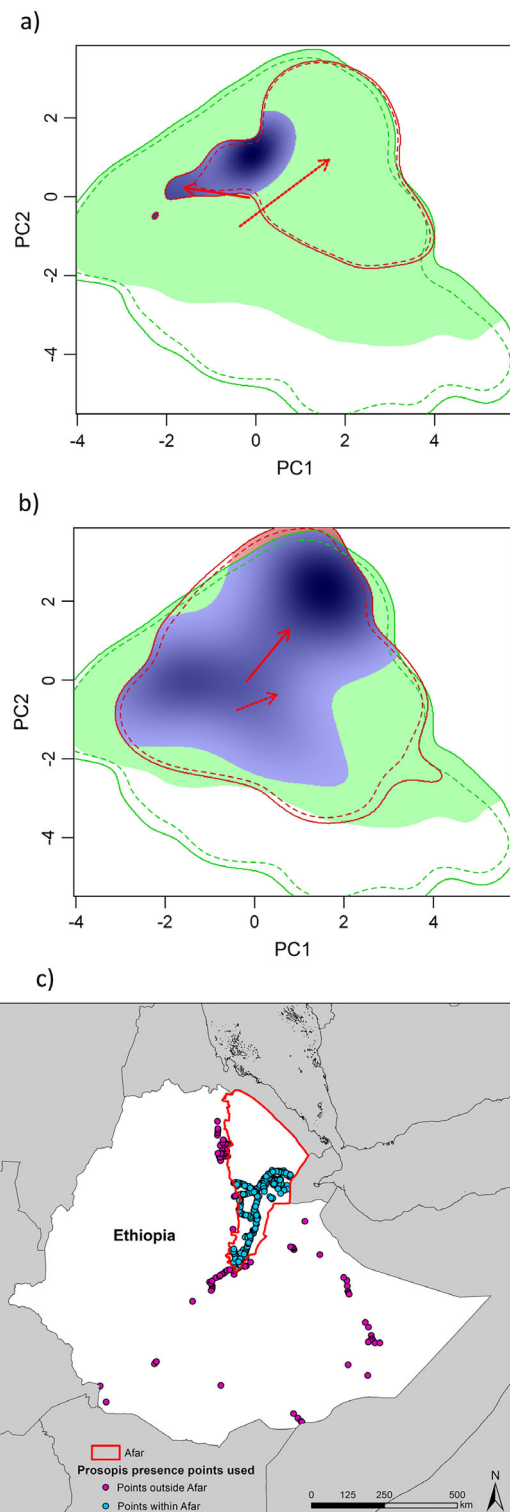 a)
2
0
-2
-4
PC2
-4
-2
0
2
4
PC1
b)
2
0
-2
-4
PC2
-4
-2
0
2
4
PC1
c)
Ethiopia
Afar
Prosopis presence points used
Points outside Afar
Points within Afar
0 125 250 500
km
N